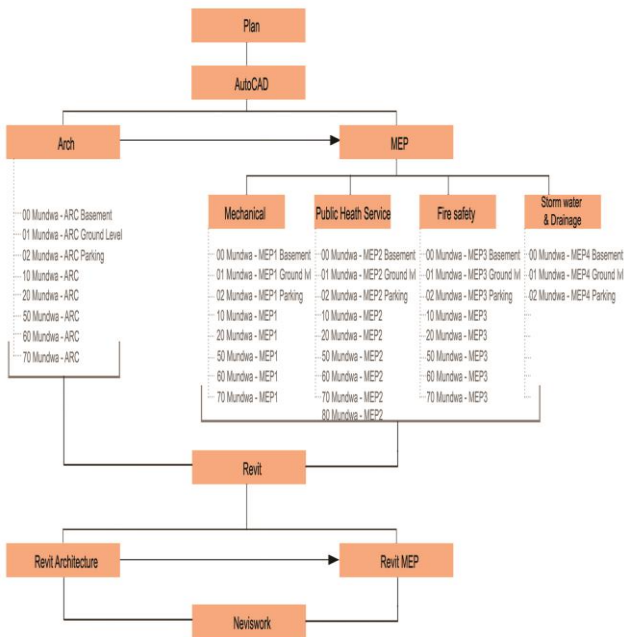 Plan
AutoCAD
Arch
MEP
00 Mundwa - ARC Basement
01 Mundwa - ARC Ground Level
02 Mundwa - ARC Parking
10 Mundwa - ARC
20 Mundwa - ARC
50 Mundwa - ARC
60 Mundwa - ARC
70 Mundwa - ARC
Mechanical
00 Mundwa - MEP1 Basement
01 Mundwa - MEP1 Ground lvl
02 Mundwa - MEP1 Parking
10 Mundwa - MEP1
20 Mundwa - MEP1
50 Mundwa - MEP1
60 Mundwa - MEP1
70 Mundwa - MEP1
Public Heath Service
00 Mundwa - MEP2 Basement
01 Mundwa - MEP2 Ground lvl
02 Mundwa - MEP2 Parking
10 Mundwa - MEP2
20 Mundwa - MEP2
50 Mundwa - MEP2
60 Mundwa - MEP2
70 Mundwa - MEP2
80 Mundwa - MEP2
Fire safety
00 Mundwa - MEP3 Basement
01 Mundwa - MEP3 Ground lvl
02 Mundwa - MEP3 Parking
10 Mundwa - MEP3
20 Mundwa - MEP3
50 Mundwa - MEP3
60 Mundwa - MEP3
70 Mundwa - MEP3
Storm water
& Drainage
00 Mundwa - MEP4 Basement
01 Mundwa - MEP4 Ground lvl
02 Mundwa - MEP4 Parking
Revit
Revit Architecture
Revit MEP
Neviswork